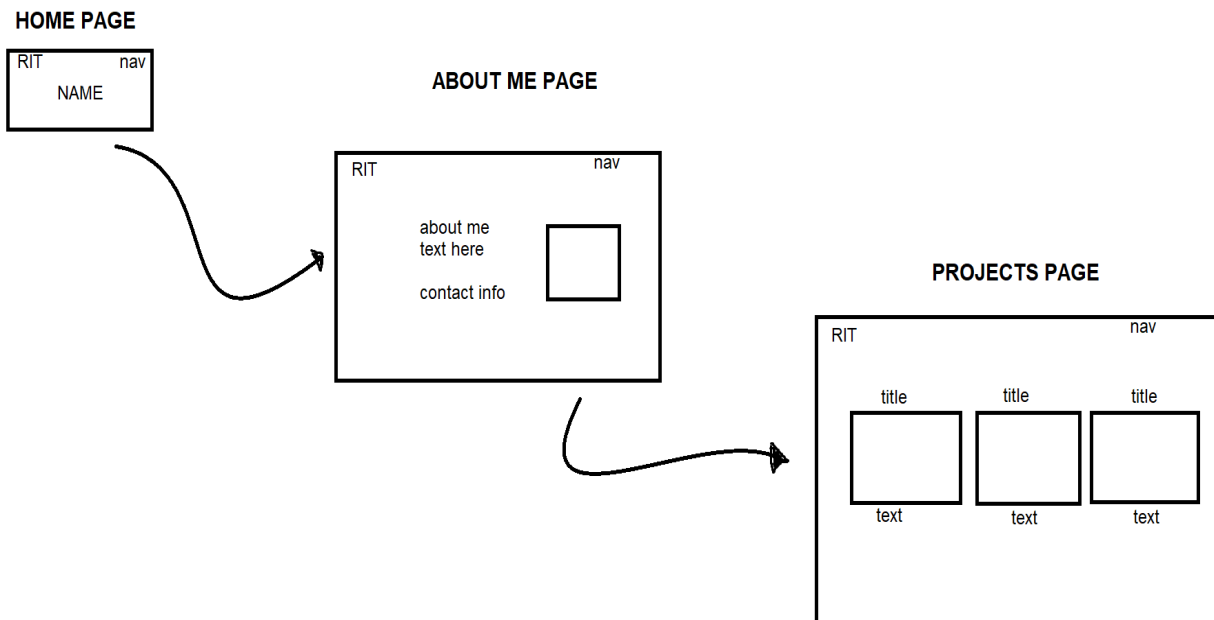 HOME PAGE
RIT nav
NAME
ABOUT ME PAGE
RIT nav
about me
text here
contact info
PROJECTS PAGE
RIT nav
title title title
text text text